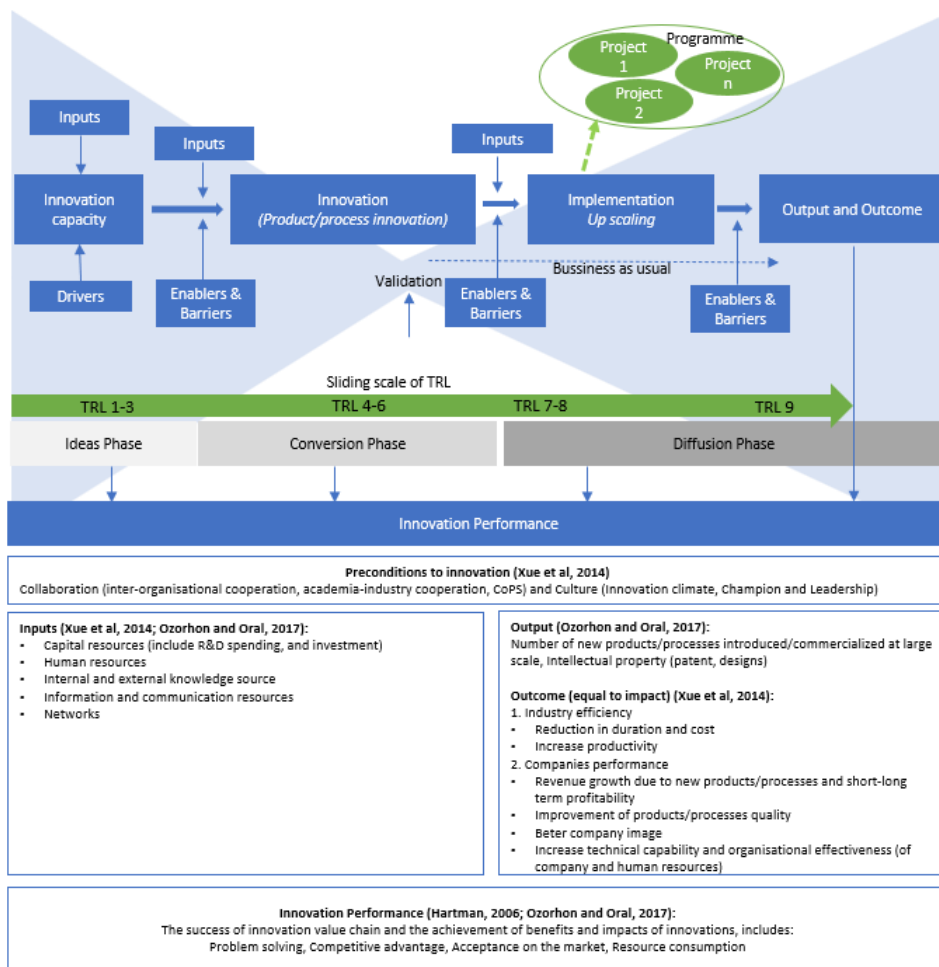 Programme
Project
1
Project
n
Project
2
Inputs
Inputs
Inputs
Innovation
capacity
Innovation
(Product/process innovation)
Implementation
Up scaling
Output and Outcome
Bussiness as usual
Validation
Drivers
Enablers &
Barriers
Enablers &
Barriers
Enablers &
Barriers
Sliding scale of TRL
TRL 1-3
TRL 4-6
TRL 7-8
TRL 9
Ideas Phase
Conversion Phase
Diffusion Phase
Innovation Performance
Preconditions to innovation (Xue et al, 2014)
Collaboration (inter-organisational cooperation, academia-industry cooperation, CoPS) and Culture (Innovation climate, Champion and Leadership)
Inputs (Xue et al, 2014; Ozorhon and Oral, 2017):
• Capital resources (include R&D spending, and investment)
• Human resources
• Internal and external knowledge source
• Information and communication resources
• Networks
Output (Ozorhon and Oral, 2017):
Number of new products/processes introduced/commercialized at large
scale, Intellectual property (patent, designs)
Outcome (equal to impact) (Xue et al, 2014):
1. Industry efficiency
• Reduction in duration and cost
• Increase productivity
2. Companies performance
• Revenue growth due to new products/processes and short-long
term profitability
• Improvement of products/processes quality
• Beter company image
• Increase technical capability and organisational effectiveness (of
company and human resources)
Innovation Performance (Hartman, 2006; Ozorhon and Oral, 2017):
The success of innovation value chain and the achievement of benefits and impacts of innovations, includes:
Problem solving, Competitive advantage, Acceptance on the market, Resource consumption